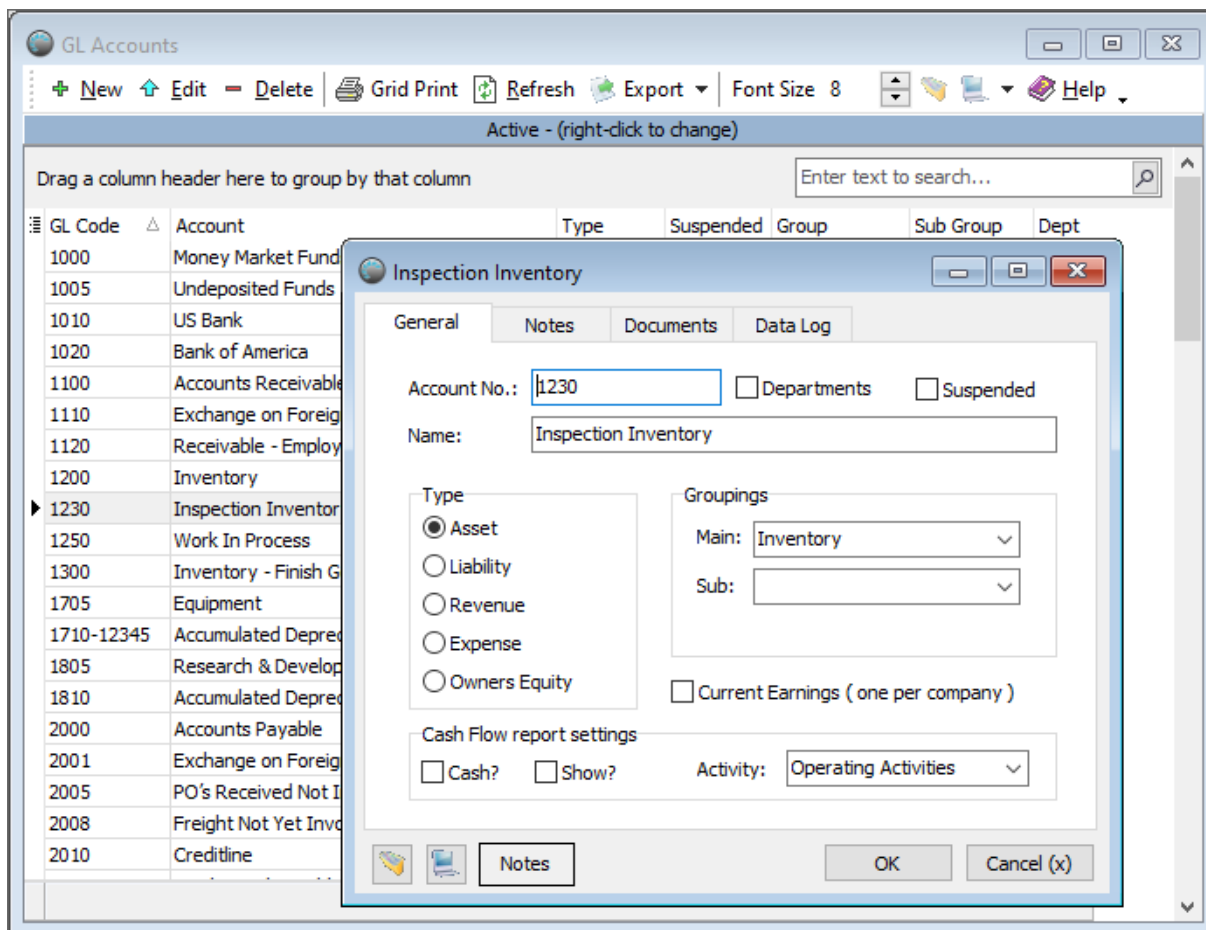 GL Accounts
New Edit Delete Grid Print Refresh Export Font Size 8 Help
Active - (right-click to change)
Drag a column header here to group by that column Enter text to search...
GL Code Account Type Suspended Group Sub Group Dept
1000 Money Market Fund
1005 Undeposited Funds
1010 US Bank
1020 Bank of America
1100 Accounts Receivable
1110 Exchange on Foreig
1120 Receivable - Employ
1200 Inventory
1230 Inspection Inventor
1250 Work In Process
1300 Inventory - Finish G
1705 Equipment
1710-12345 Accumulated Deprec
1805 Research & Develop
1810 Accumulated Deprec
2000 Accounts Payable
2001 Exchange on Foreig
2005 PO's Received Not I
2008 Freight Not Yet Invo
2010 Creditline
Inspection Inventory
General Notes Documents Data Log
Account No.: 1230 Departments Suspended
Name: Inspection Inventory
Type
Asset
Liability
Revenue
Expense
Owners Equity
Groupings
Main: Inventory
Sub:
Current Earnings ( one per company )
Cash Flow report settings
Cash? Show? Activity: Operating Activities
Notes OK Cancel (x)